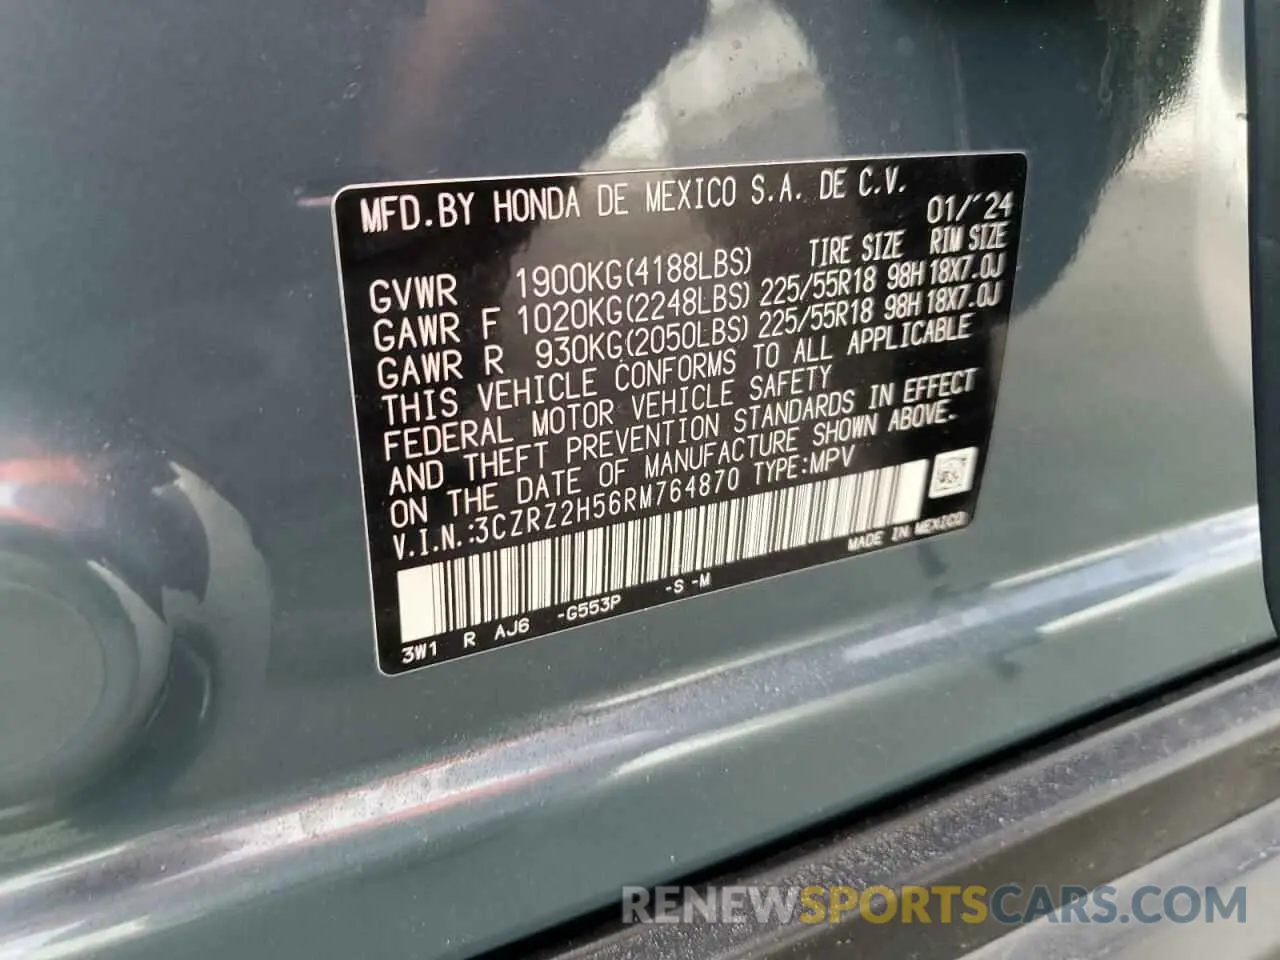 MFD.BY HONDA DE MEXICO S.A. DE C.V.
01/'24
GVWR 1900KG(4188LBS) TIRE SIZE RIM SIZE
GAWR F 1020KG(2248LBS) 225/55R18 98H 18X7.0J
GAWR R 930KG(2050LBS) 225/55R18 98H 18X7.0J
THIS VEHICLE CONFORMS TO ALL APPLICABLE
FEDERAL MOTOR VEHICLE SAFETY
AND THEFT PREVENTION STANDARDS IN EFFECT
ON THE DATE OF MANUFACTURE SHOWN ABOVE.
V.I.N.:3CZRZ2H56RM764870 TYPE:MPV
MADE IN MEXICO
3W1 R AJ6 -G553P -S -M
RENEWSPORTSCARS.COM